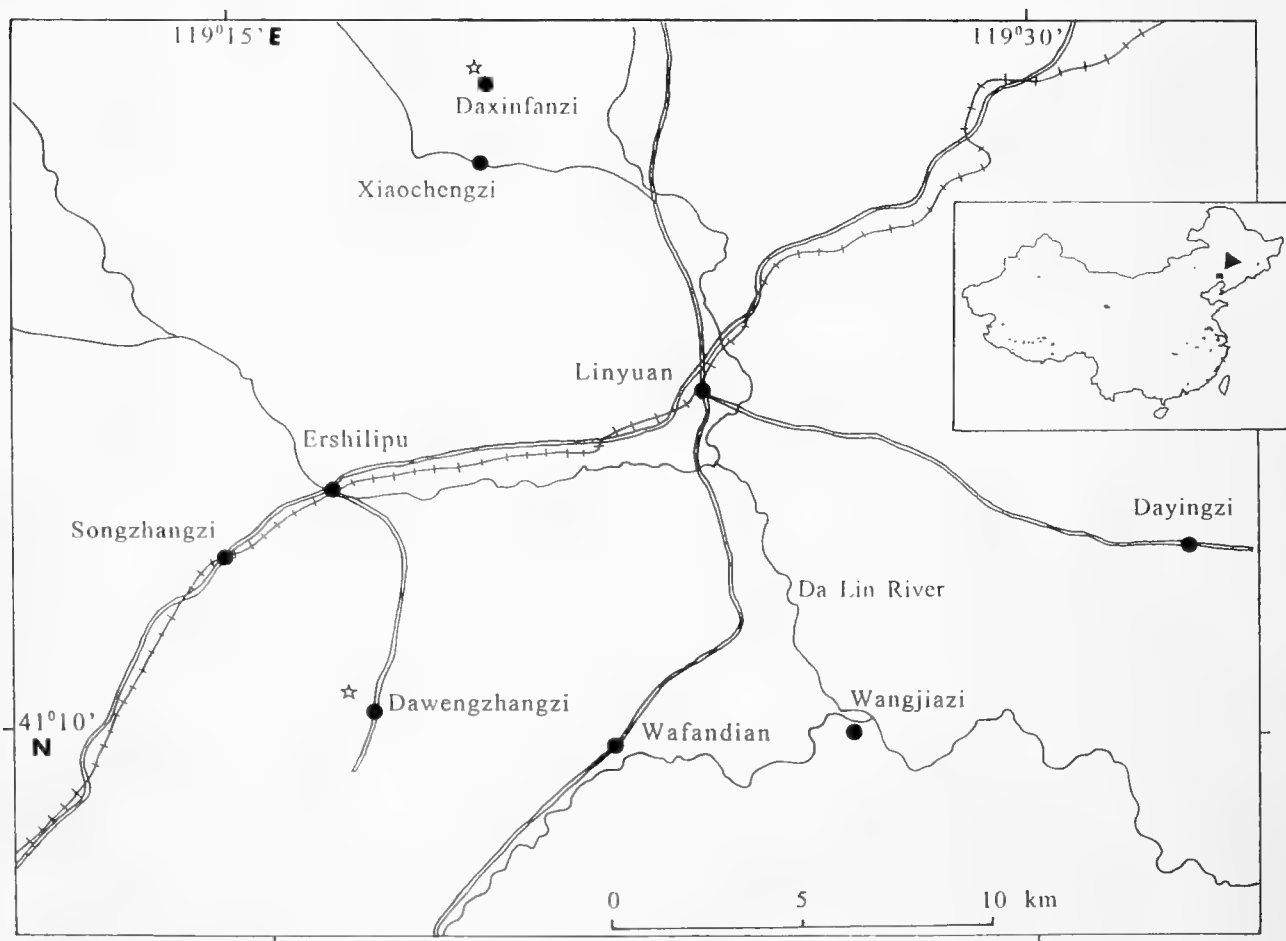 119°15' E
119°30'
Daxinfanzi
Xiaochengzi
Linyuan
Ershilipu
Songzhangzi
Dayingzi
Da Lin River
Dawengzhangzi
Wangjiazi
41°10'
N
Wafandian
0 5 10 km